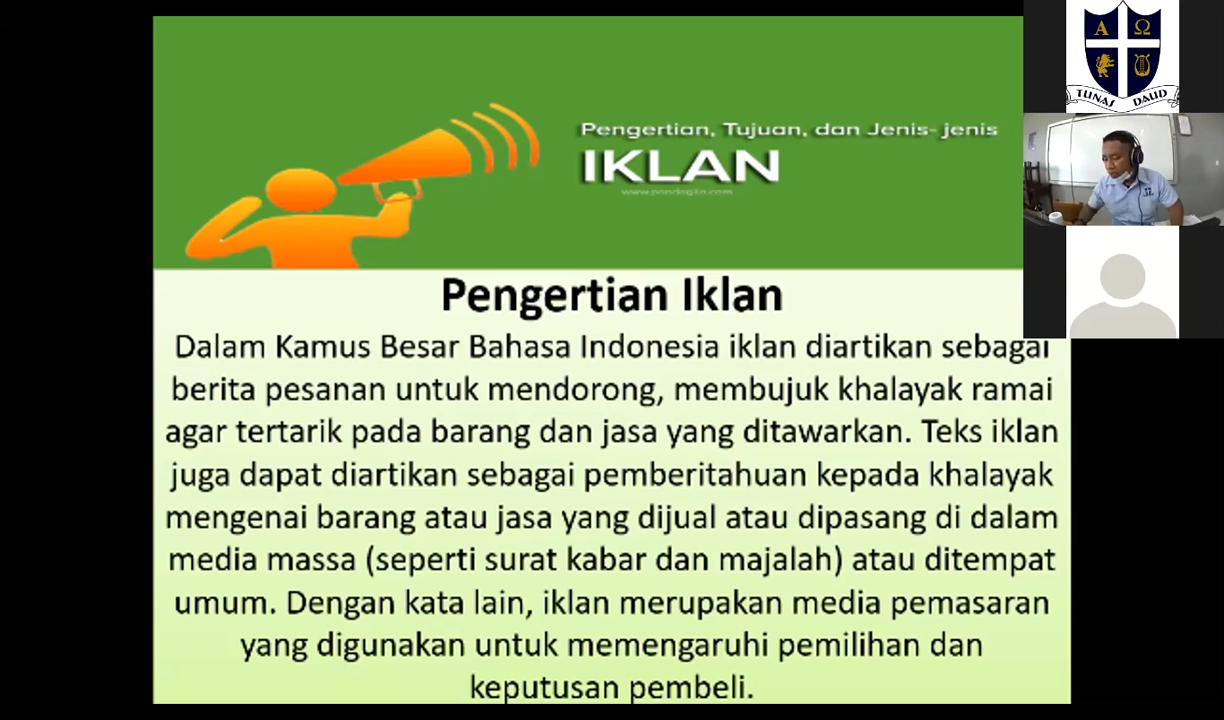 Pengertian, Tujuan, dan Jenis- jenis
IKLAN
www.pandagila.com
Pengertian Iklan
Dalam Kamus Besar Bahasa Indonesia iklan diartikan sebagai
berita pesanan untuk mendorong, membujuk khalayak ramai
agar tertarik pada barang dan jasa yang ditawarkan. Teks iklan
juga dapat diartikan sebagai pemberitahuan kepada khalayak
mengenai barang atau jasa yang dijual atau dipasang di dalam
media massa (seperti surat kabar dan majalah) atau ditempat
umum. Dengan kata lain, iklan merupakan media pemasaran
yang digunakan untuk memengaruhi pemilihan dan
keputusan pembeli.
Α Ω
TUNAS DAUD